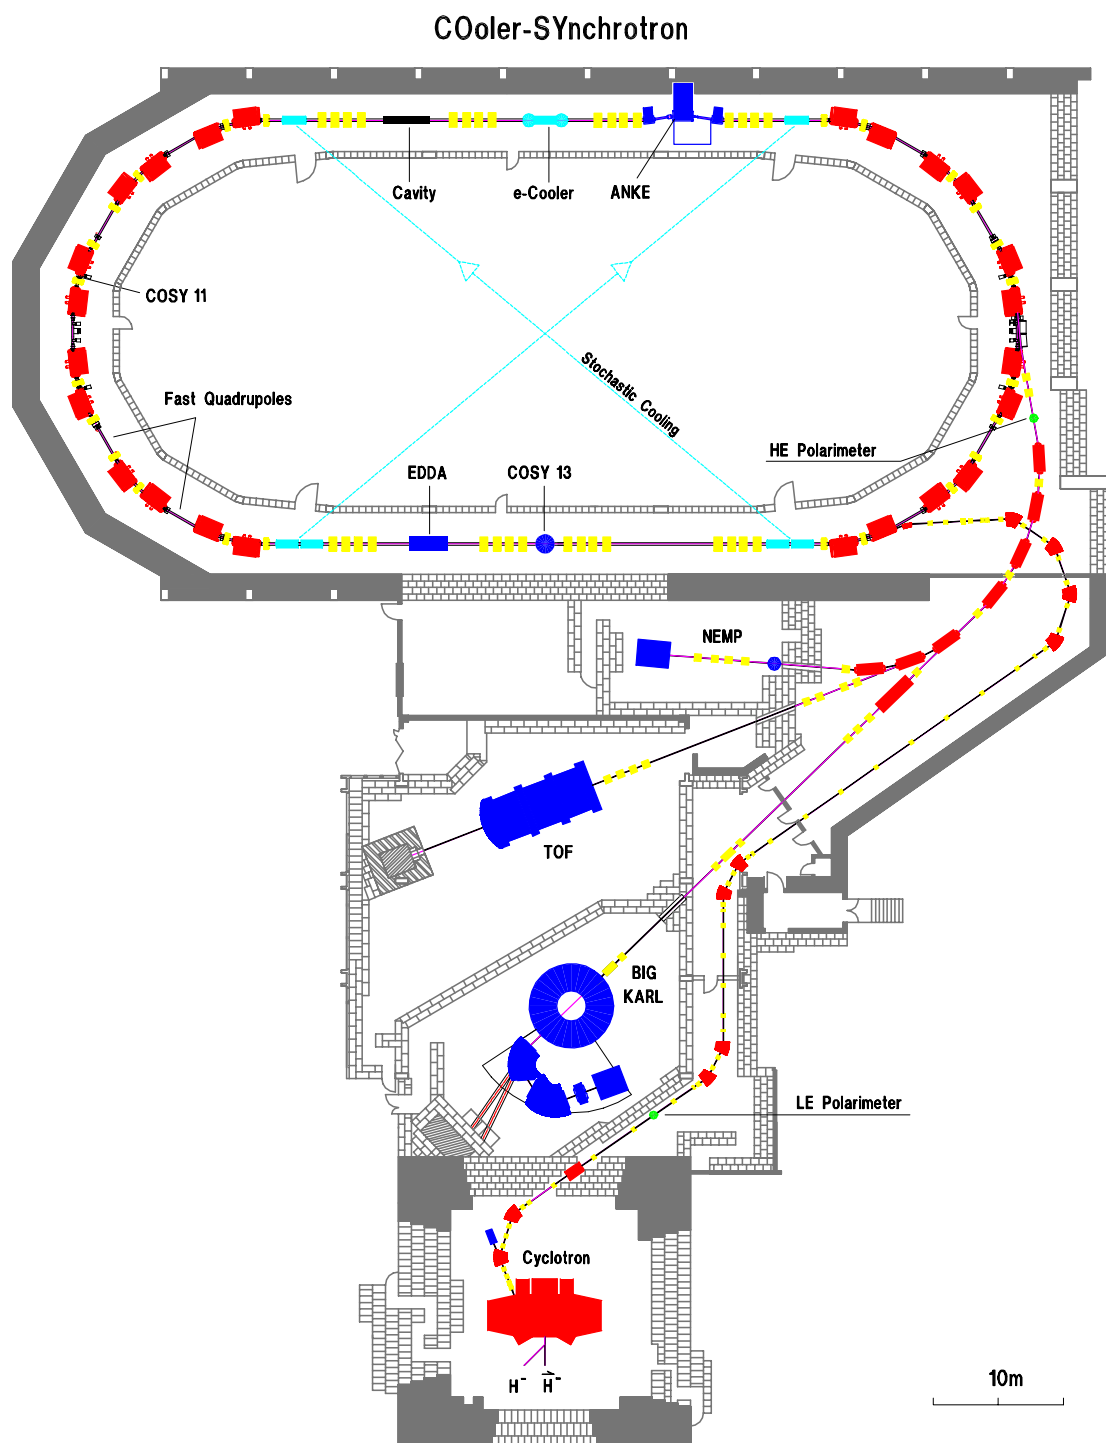 COoler-SYnchrotron
Cavity
e-Cooler
ANKE
COSY 11
Stochastic Cooling
Fast Quadrupoles
HE Polarimeter
EDDA
COSY 13
NEMP
TOF
BIG
KARL
LE Polarimeter
Cyclotron
10m
H⁻ H⃗⁻